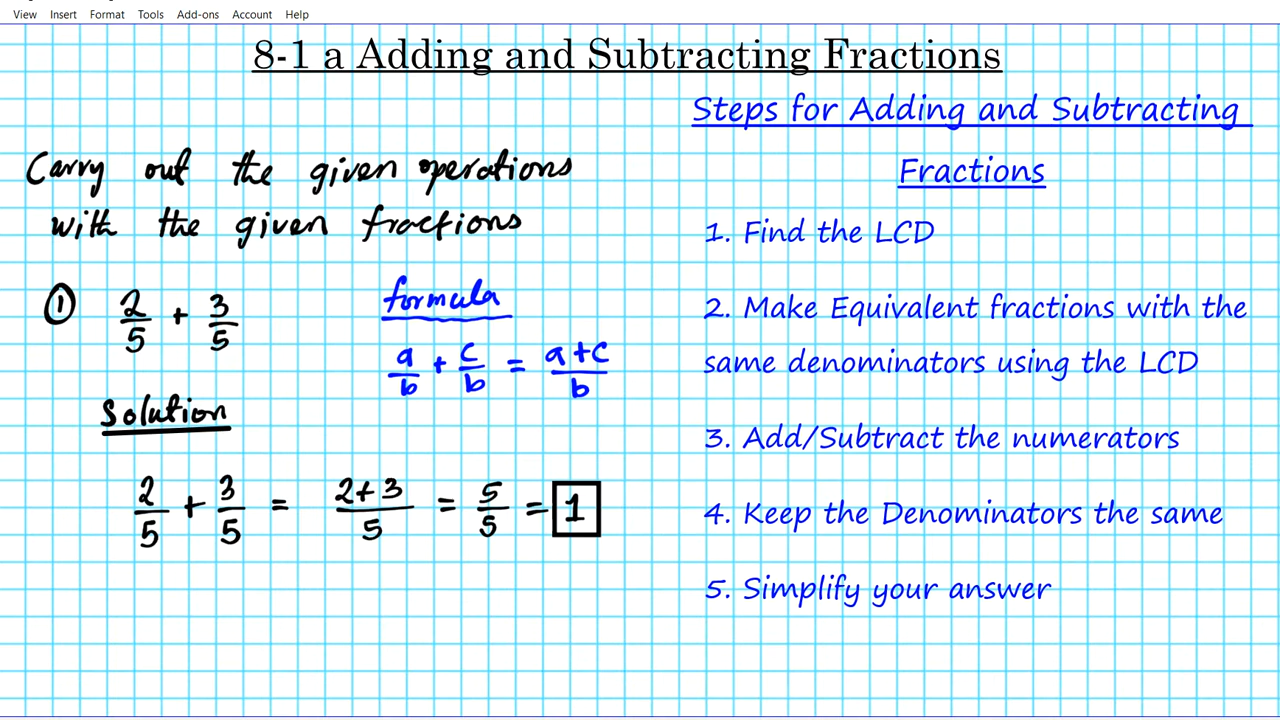 View Insert Format Tools Add-ons Account Help
8-1 a Adding and Subtracting Fractions
Carry out the given operations
with the given fractions
① 2/5 + 3/5
formula
a/b + c/b = a+c/b
Solution
2/5 + 3/5 = 2+3/5 = 5/5 = 1
Steps for Adding and Subtracting
Fractions
1. Find the LCD
2. Make Equivalent fractions with the
same denominators using the LCD
3. Add/Subtract the numerators
4. Keep the Denominators the same
5. Simplify your answer